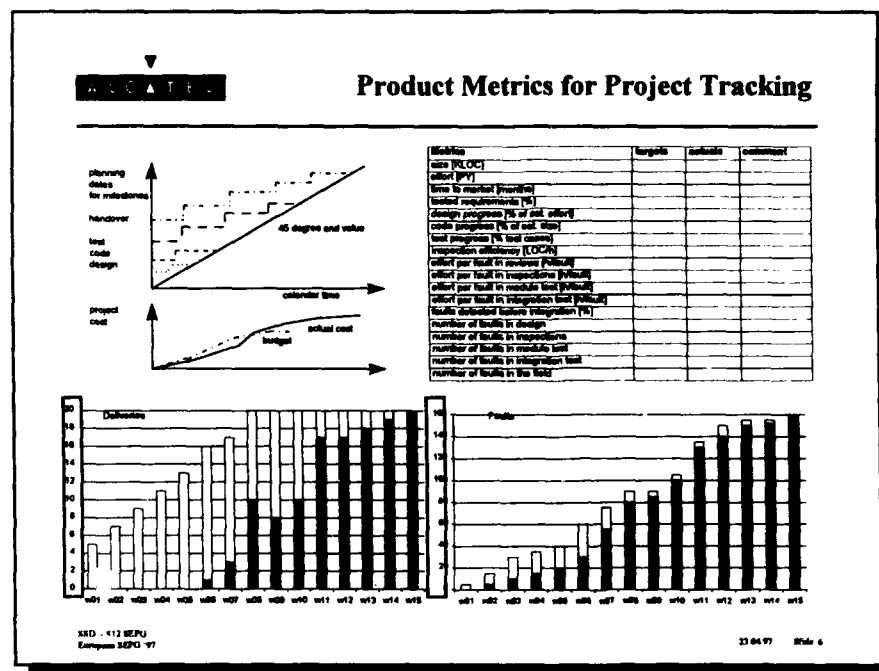 ALCATEL
Product Metrics for Project Tracking
planning
dates
for milestones
handover
test
code
design
45 degree and value
calendar time
project
cost
actual cost
budget
Metrics targets actuals comment
size [KLOC]
effort [PY]
time to market [months]
tested requirements [%]
design progress [% of est. effort]
code progress [% of est. size]
test progress [% test cases]
inspection efficiency [LOC/h]
effort per fault in reviews [h/fault]
effort per fault in inspections [h/fault]
effort per fault in module test [h/fault]
effort per fault in integration test [h/fault]
faults detected before integration [%]
number of faults in design
number of faults in inspections
number of faults in module test
number of faults in integration test
number of faults in the field
Deliveries
20
18
16
14
12
10
8
6
4
2
0
w01 w02 w03 w04 w05 w06 w07 w08 w09 w10 w11 w12 w13 w14 w15
Faults
16
14
12
10
8
6
4
2
w01 w02 w03 w04 w05 w06 w07 w08 w09 w10 w11 w12 w13 w14 w15
SEPG
European SEPG '97
23.04.97 Slide 6